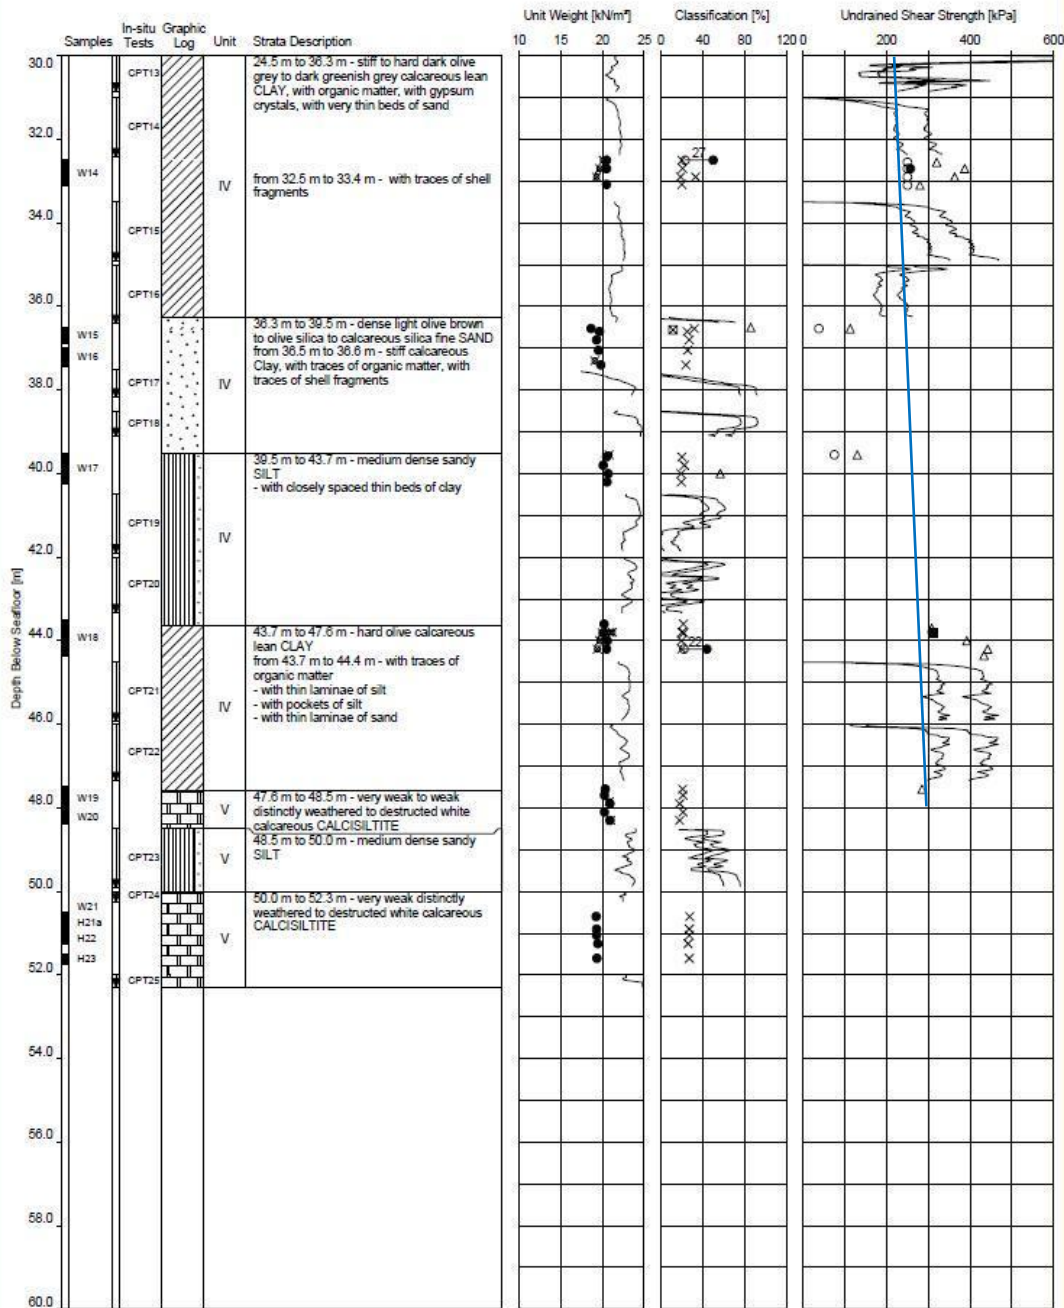 Unit Weight [kN/m³] Classification [%] Undrained Shear Strength [kPa]
Samples In-situ Tests Graphic Log Unit Strata Description
10 15 20 25 0 40 80 120 0 200 400 600
Depth Below Seafloor [m]
30.0
CPT13
24.5 m to 36.3 m - stiff to hard dark olive
grey to dark greenish grey calcareous lean
CLAY, with organic matter, with gypsum
crystals, with very thin beds of sand
CPT14
32.0
27
W14
IV
from 32.5 m to 33.4 m - with traces of shell
fragments
34.0
CPT15
CPT16
36.0
W15
W16
36.3 m to 39.5 m - dense light olive brown
to olive silica to calcareous silica fine SAND
from 36.5 m to 36.6 m - stiff calcareous
Clay, with traces of organic matter, with
traces of shell fragments
IV
CPT17
38.0
CPT18
39.5 m to 43.7 m - medium dense sandy
SILT
- with closely spaced thin beds of clay
W17
40.0
CPT19
IV
42.0
CPT20
43.7 m to 47.6 m - hard olive calcareous
lean CLAY
from 43.7 m to 44.4 m - with traces of
organic matter
- with thin laminae of silt
- with pockets of silt
- with thin laminae of sand
W18
44.0
22
CPT21
IV
46.0
CPT22
W19
W20
47.6 m to 48.5 m - very weak to weak
distinctly weathered to destructed white
calcareous CALCISILTITE
V
48.0
48.5 m to 50.0 m - medium dense sandy
SILT
CPT23
V
50.0
CPT24
50.0 m to 52.3 m - very weak distinctly
weathered to destructed white calcareous
CALCISILTITE
W21
H21a
H22
H23
V
52.0
CPT25
54.0
56.0
58.0
60.0